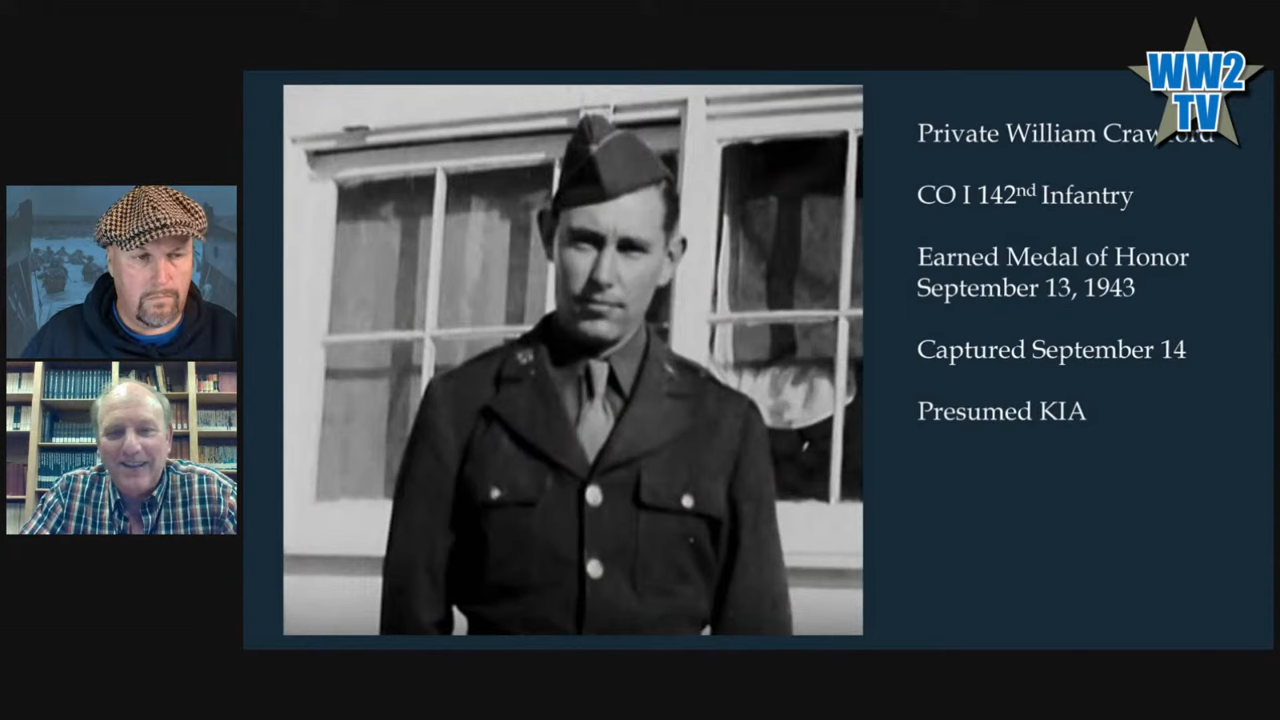 WW2
TV
Private William Crawford
CO I 142nd Infantry
Earned Medal of Honor
September 13, 1943
Captured September 14
Presumed KIA